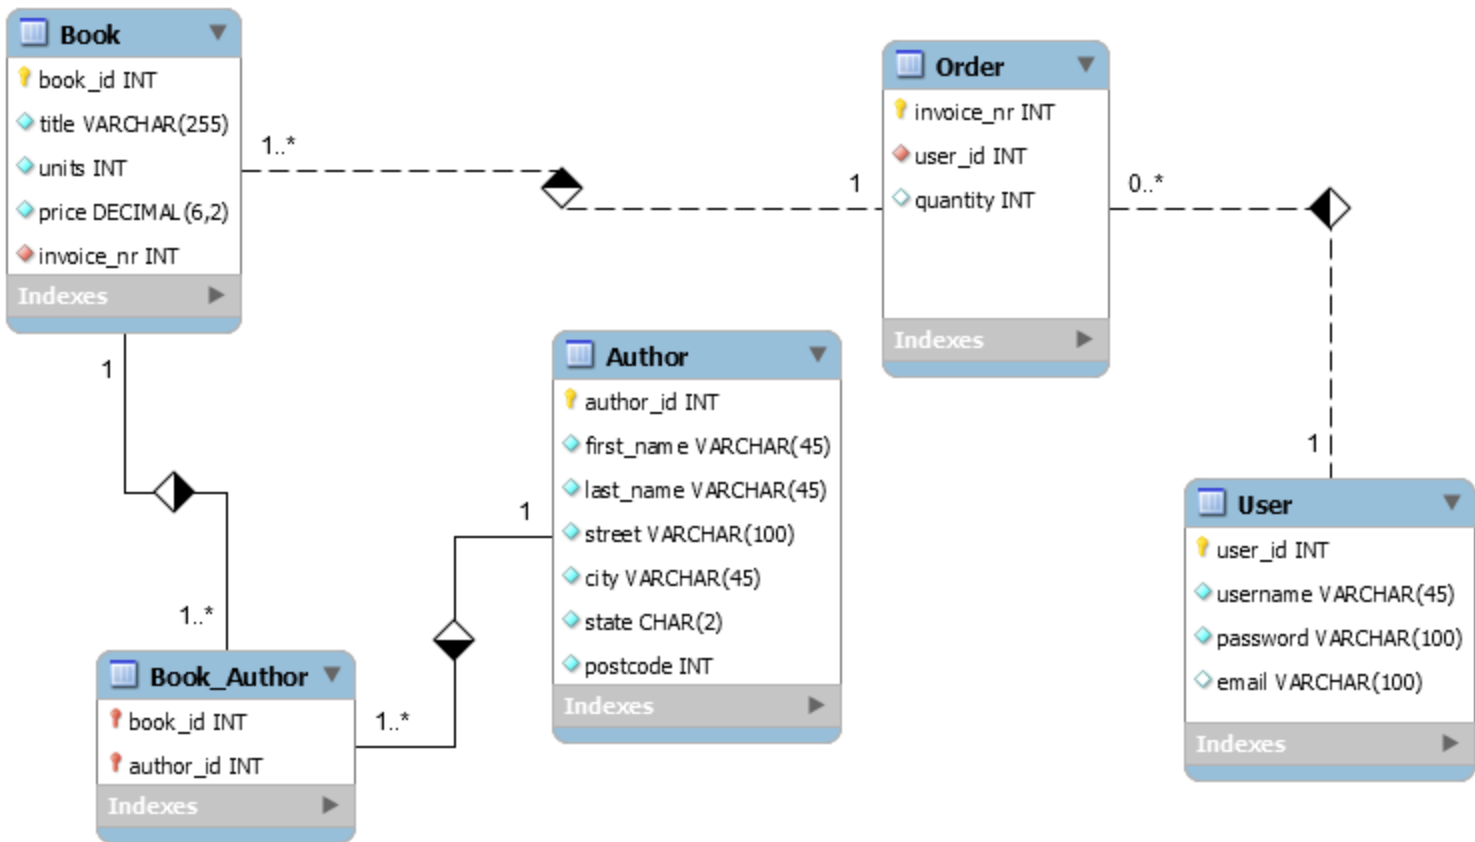 Book
book_id INT
title VARCHAR(255)
units INT
price DECIMAL(6,2)
invoice_nr INT
Indexes
1..*
1
Order
invoice_nr INT
user_id INT
quantity INT
Indexes
0..*
1
User
user_id INT
username VARCHAR(45)
password VARCHAR(100)
email VARCHAR(100)
Indexes
1
1..*
Author
author_id INT
first_name VARCHAR(45)
last_name VARCHAR(45)
street VARCHAR(100)
city VARCHAR(45)
state CHAR(2)
postcode INT
Indexes
1
1..*
Book_Author
book_id INT
author_id INT
Indexes